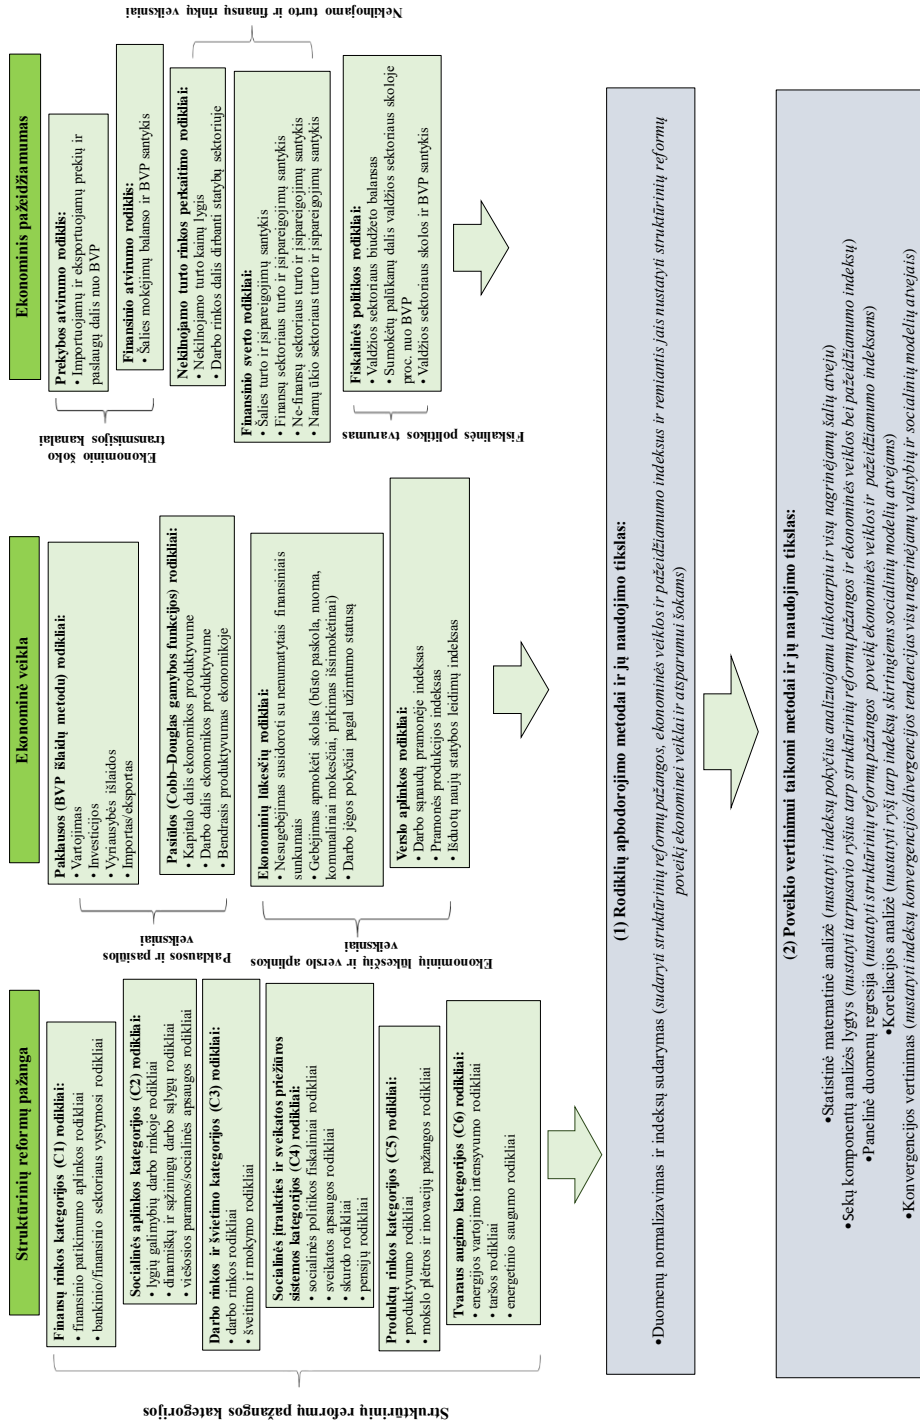 Struktūrinių reformų pažanga
Struktūrinių reformų pažangos kategorijos
Finansų rinkos kategorijos (C1) rodikliai:
• finansinio patikimumo aplinkos rodikliai
• bankinio/finansinio sektoriaus vystymosi rodikliai
Socialinės aplinkos kategorijos (C2) rodikliai:
• lygių galimybių darbo rinkoje rodikliai
• dinamiškų ir sąžiningų darbo sąlygų rodikliai
• viešosios paramos/socialinės apsaugos rodikliai
Darbo rinkos ir švietimo kategorijos (C3) rodikliai:
• darbo rinkos rodikliai
• šveitimo ir mokymo rodikliai
Socialinės įtraukties ir sveikatos priežiūros
sistemos kategorijos (C4) rodikliai:
• socialinės politikos fiskaliniai rodikliai
• sveikatos apsaugos rodikliai
• skurdo rodikliai
• pensijų rodikliai
Produktų rinkos kategorijos (C5) rodikliai:
• produktyvumo rodikliai
• mokslo plėtros ir inovacijų pažangos rodikliai
Tvaraus augimo kategorijos (C6) rodikliai:
• energijos vartojimo intensyvumo rodikliai
• taršos rodikliai
• energetinio saugumo rodikliai
Ekonominė veikla
Paklausos ir pasiūlos
veiksniai
Paklausos (BVP išlaidų metodu) rodikliai:
• Vartojimas
• Investicijos
• Vyriausybės išlaidos
• Importas/eksportas
Pasiūlos (Cobb–Douglas gamybos funkcijos) rodikliai:
• Kapitalo dalis ekonomikos produktyvume
• Darbo dalis ekonomikos produktyvume
• Bendrasis produktyvumas ekonomikoje
Ekonominių lūkesčių ir verslo aplinkos
veiksniai
Ekonominių lūkesčių rodikliai:
• Nesugebėjimas susidoroti su nenumatytais finansiniais
sunkumais
• Gebėjimas apmokėti skolas (būsto paskola, nuoma,
komunaliniai mokesčiai, pirkimas išsimokėtinai)
• Darbo jėgos pokyčiai pagal užimtumo statusą
Verslo aplinkos rodikliai:
• Darbo sąnaudų pramonėje indeksas
• Pramonės produkcijos indeksas
• Išduotų naujų statybos leidimų indeksas
Ekonominis pažeidžiamumas
Ekonominio šoko
transmisijos kanalai
Prekybos atvirumo rodiklis:
• Importuojamų ir eksportuojamų prekių ir
paslaugų dalis nuo BVP
Finansinio atvirumo rodiklis:
• Šalies mokėjimų balanso ir BVP santykis
Nekilnojamo turto ir finansų rinkų veiksniai
Nekilnojamo turto rinkos perkaitimo rodikliai:
• Nekilnojamo turto kainų lygis
• Darbo rinkos dalis dirbanti statybų sektoriuje
Finansinio sverto rodikliai:
• Šalies turto ir įsipareigojimų santykis
• Finansų sektoriaus turto ir įsipareigojimų santykis
• Ne-finansų sektoriaus turto ir įsipareigojimų santykis
• Namų ūkio sektoriaus turto ir įsipareigojimų santykis
Fiskalinės politikos tvarumas
Fiskalinės politikos rodikliai:
• Valdžios sektoriaus biudžeto balansas
• Sumokėtų palūkanų dalis valdžios sektoriaus skoloje
proc. nuo BVP
• Valdžios sektoriaus skolos ir BVP santykis
(1) Rodiklių apbdorojimo metodai ir jų naudojimo tikslas:
•Duomenų normalizavimas ir indeksų sudarymas (sudaryti struktūrinių reformų pažangos, ekonominės veiklos ir pažeidžiamumo indeksus ir remiantis jais nustatyti struktūrinių reformų
poveikį ekonominei veiklai ir atsparumui šokams)
(2) Poveikio vertinimui taikomi metodai ir jų naudojimo tikslas:
•Statistinė matematinė analizė (nustatyti indeksų pokyčius analizuojamu laikotarpiu ir visų nagrinėjamų šalių atveju)
•Sekų komponentų analizės lygtys (nustatyti tarpusavio ryšius tarp struktūrinių reformų pažangos ir ekonominės veiklos bei pažeidžiamumo indeksų)
•Panelinė duomenų regresija (nustatyti struktūrinių reformų pažangos poveikį ekonominės veiklos ir pažeidžiamumo indeksams)
•Koreliacijos analizė (nustatyti ryšį tarp indeksų skirtingiems socialinių modelių atvejams)
•Konvergencijos vertinimas (nustatyti indeksų konvergencijos/divergencijos tendencijas visų nagrinėjamų valstybių ir socialinių modelių atvejais)